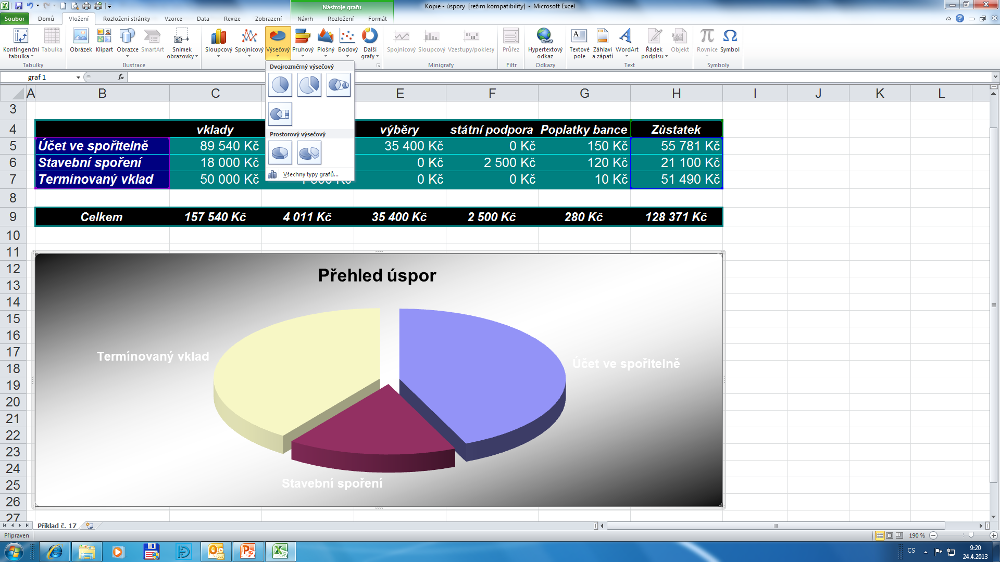 Nástroje grafu
Kopie - úspory [režim kompatibility] - Microsoft Excel
Soubor Domů Vložení Rozložení stránky Vzorce Data Revize Zobrazení Návrh Rozložení Formát
Kontingenční tabulka Tabulka Obrázek Klipart Obrazce SmartArt Snímek obrazovky Sloupcový Spojnicový Výsečový Pruhový Plošný Bodový Další grafy Spojnicový Sloupcový Vzestupy/poklesy Průřez Hypertextový odkaz Textové pole Záhlaví a zápatí WordArt Řádek podpisu Objekt Rovnice Symbol
Tabulky Ilustrace Minigrafy Filtr Odkazy Text Symboly
graf 1 fx
Dvojrozměrný výsečový
Prostorový výsečový
Všechny typy grafů...
A B C E F G H I J K L
3
4 vklady výběry státní podpora Poplatky bance Zůstatek
5 Účet ve spořitelně 89 540 Kč 35 400 Kč 0 Kč 150 Kč 55 781 Kč
6 Stavební spoření 18 000 Kč 0 Kč 2 500 Kč 120 Kč 21 100 Kč
7 Termínovaný vklad 50 000 Kč 0 Kč 0 Kč 10 Kč 51 490 Kč
8
9 Celkem 157 540 Kč 4 011 Kč 35 400 Kč 2 500 Kč 280 Kč 128 371 Kč
10
11
12
13
14
15
16
17
18
19
20
21
22
23
24
25
26
27
Přehled úspor
Termínovaný vklad
Účet ve spořitelně
Stavební spoření
Příklad č. 17
Připraven
190 %
CS
9:20
24.4.2013